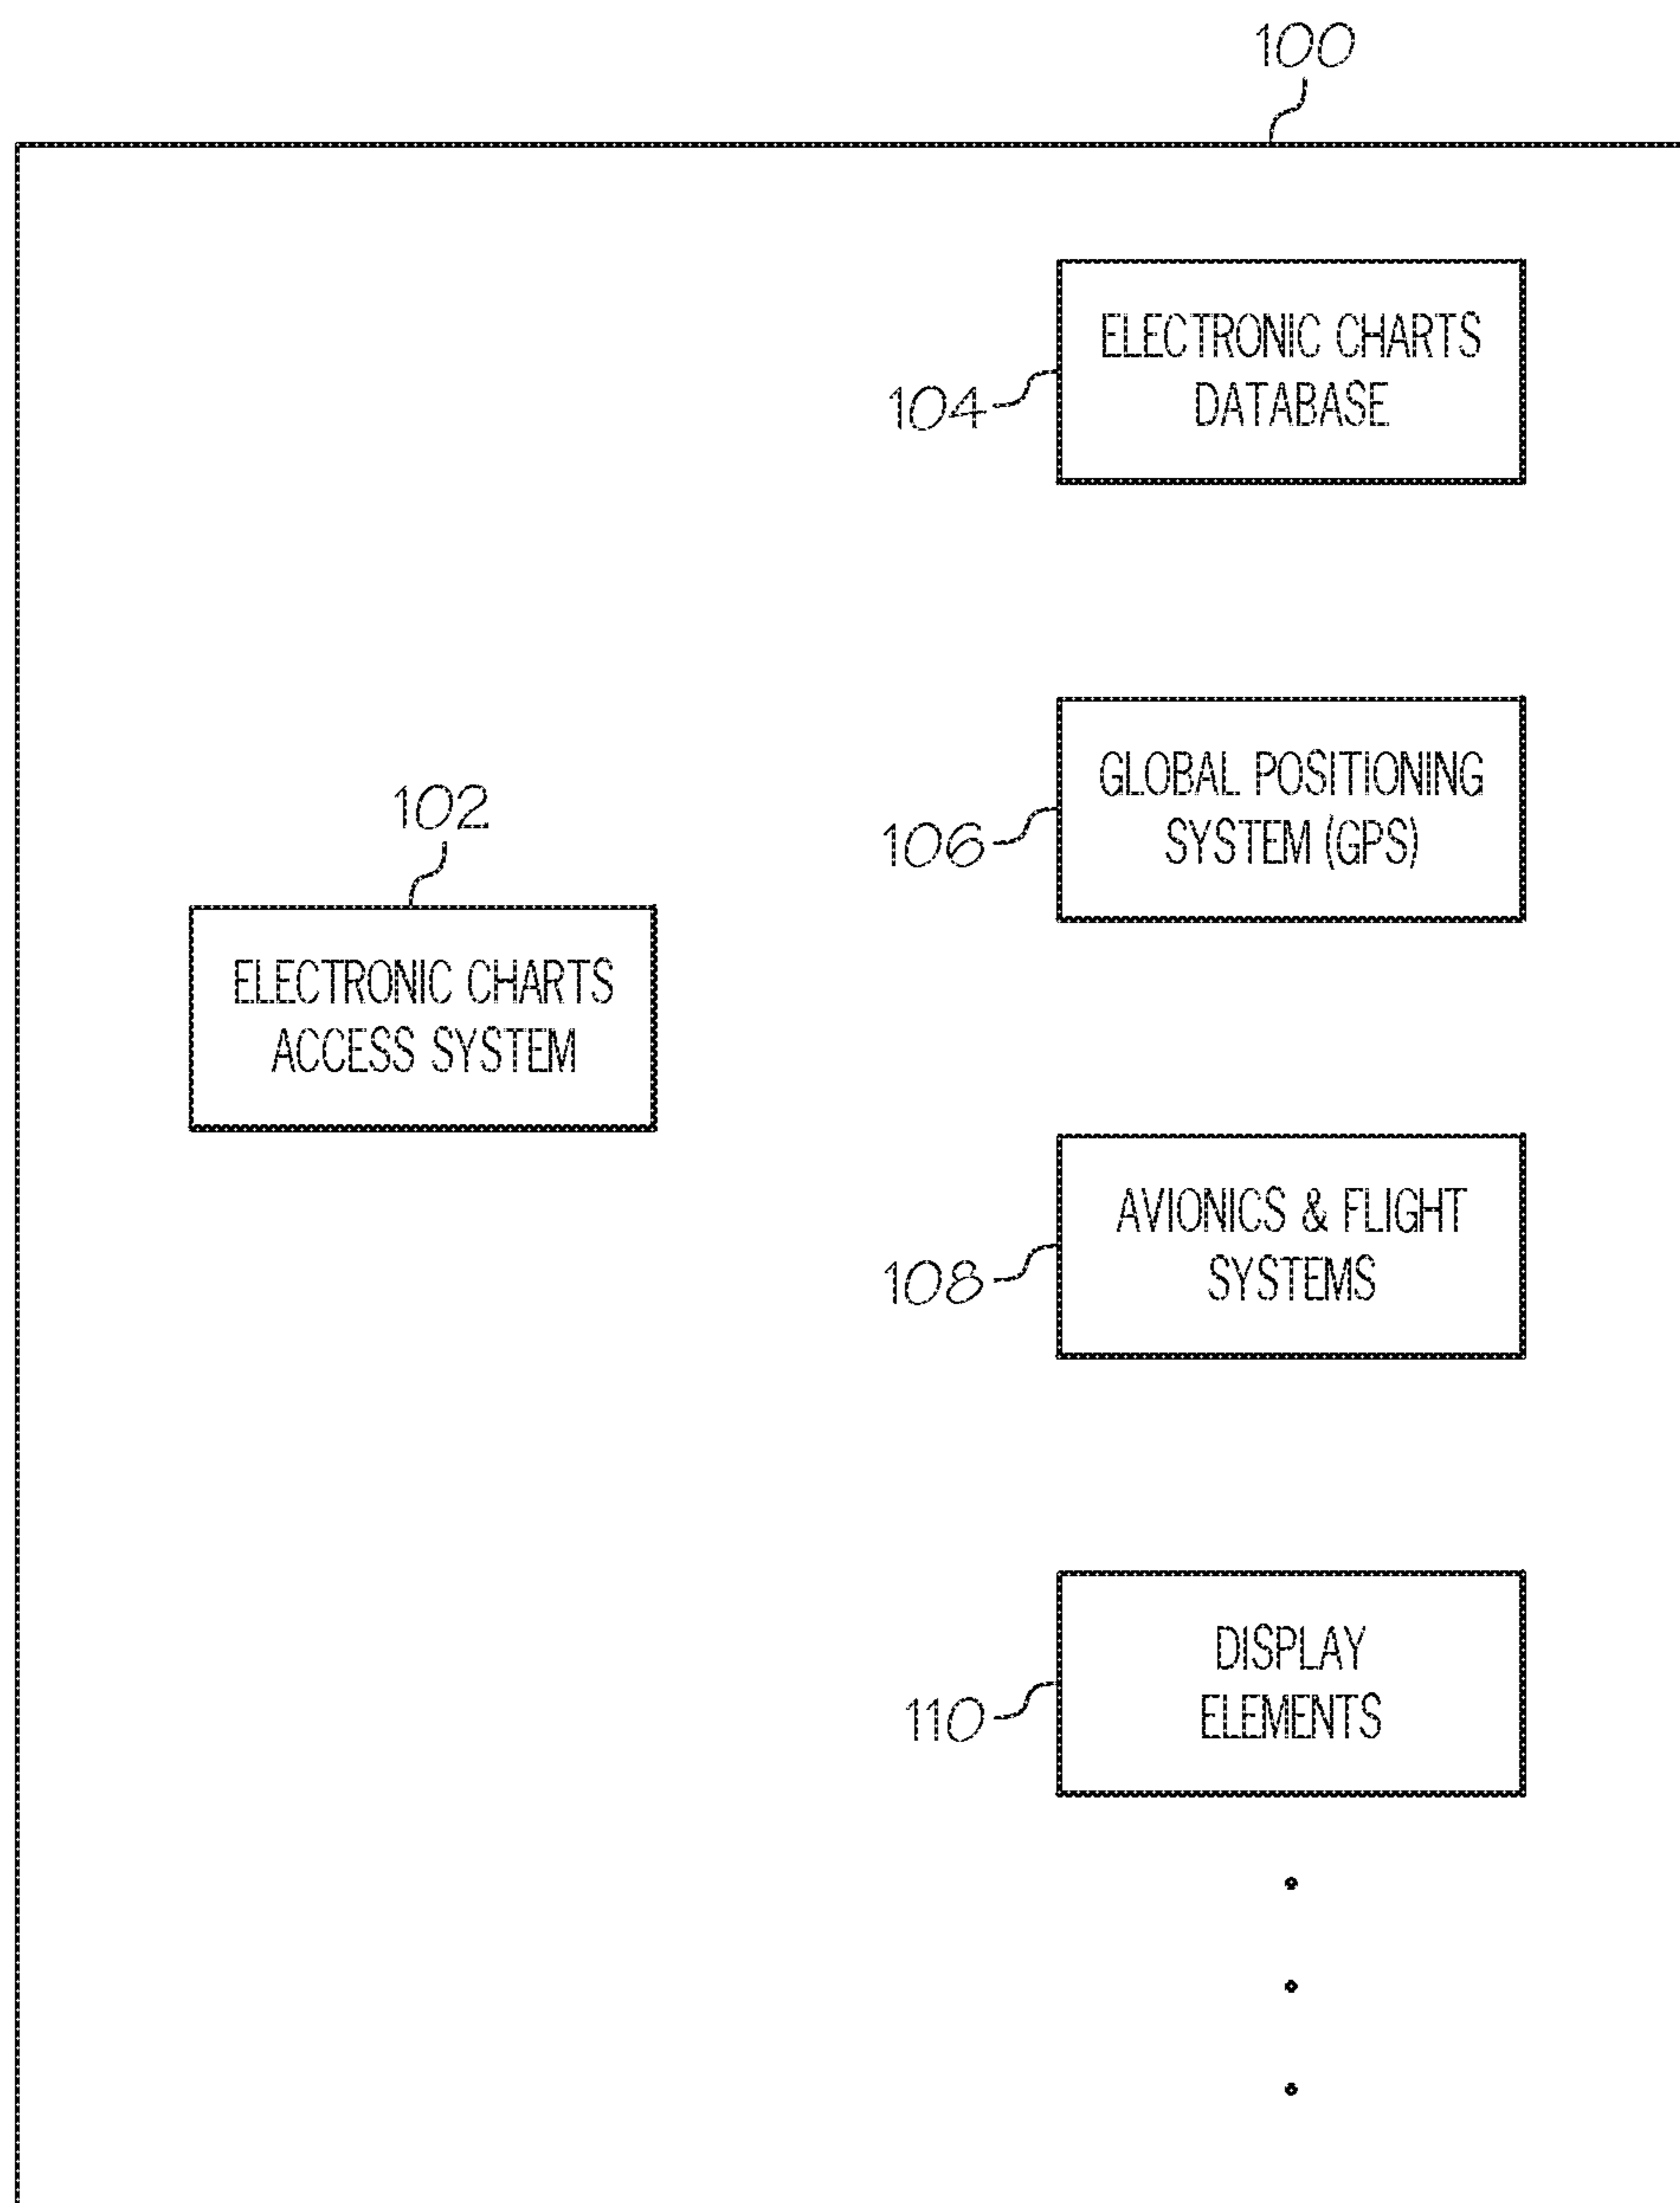 100
ELECTRONIC CHARTS
DATABASE
104
GLOBAL POSITIONING
SYSTEM (GPS)
106
102
ELECTRONIC CHARTS
ACCESS SYSTEM
AVIONICS & FLIGHT
SYSTEMS
108
DISPLAY
ELEMENTS
110